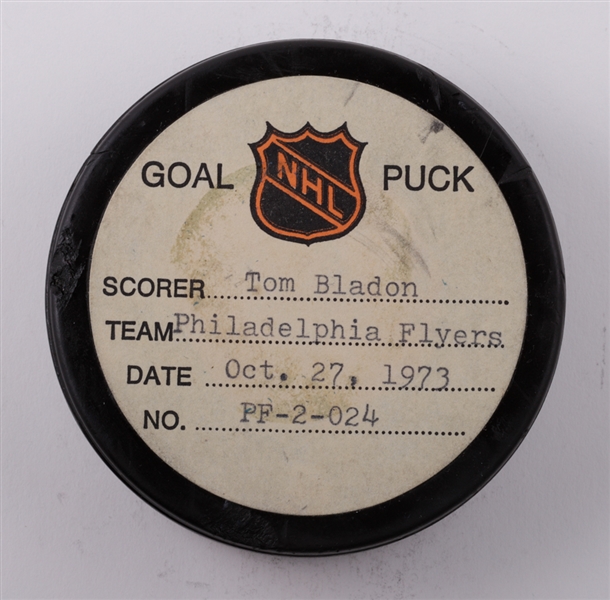 GOAL NHL PUCK
SCORER Tom Bladon
TEAM Philadelphia Flyers
DATE Oct. 27, 1973
NO. PF-2-024